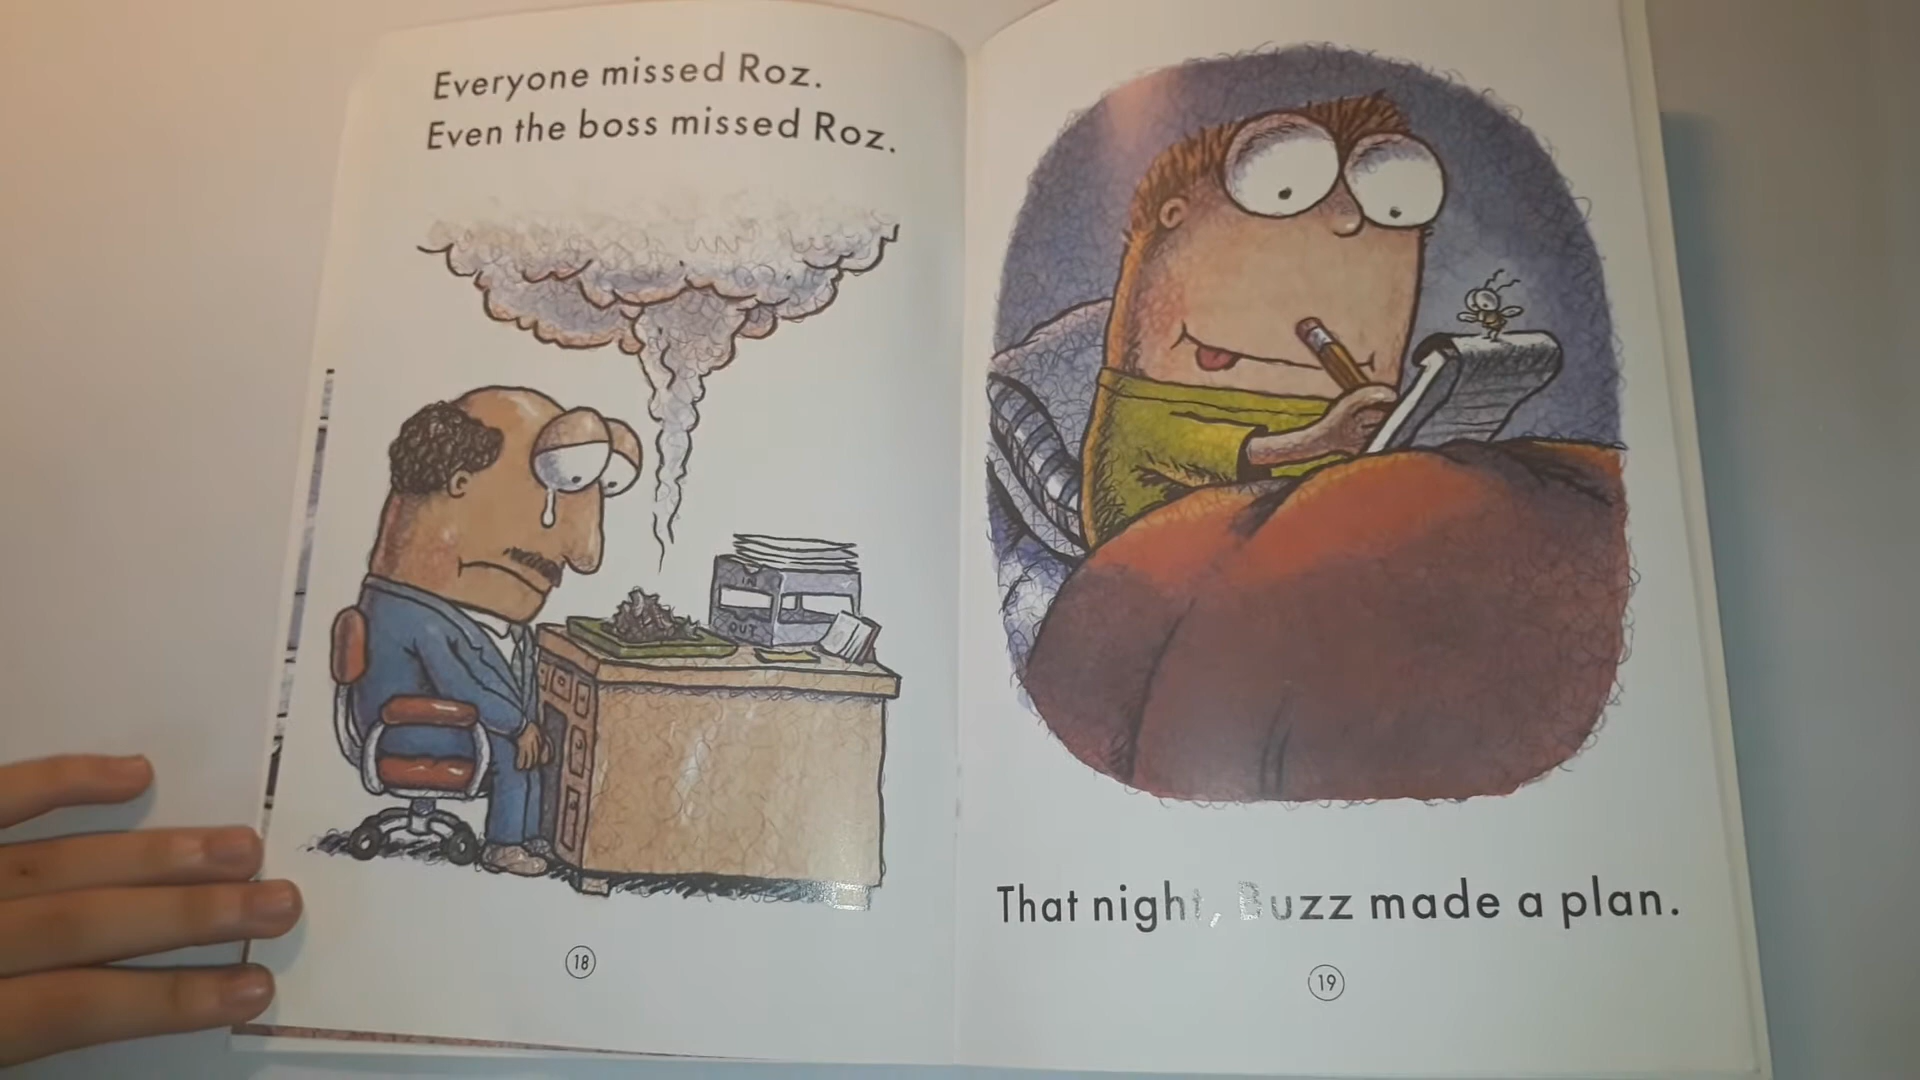 Everyone missed Roz.
Even the boss missed Roz.
IN
OUT
18
That night, Buzz made a plan.
19